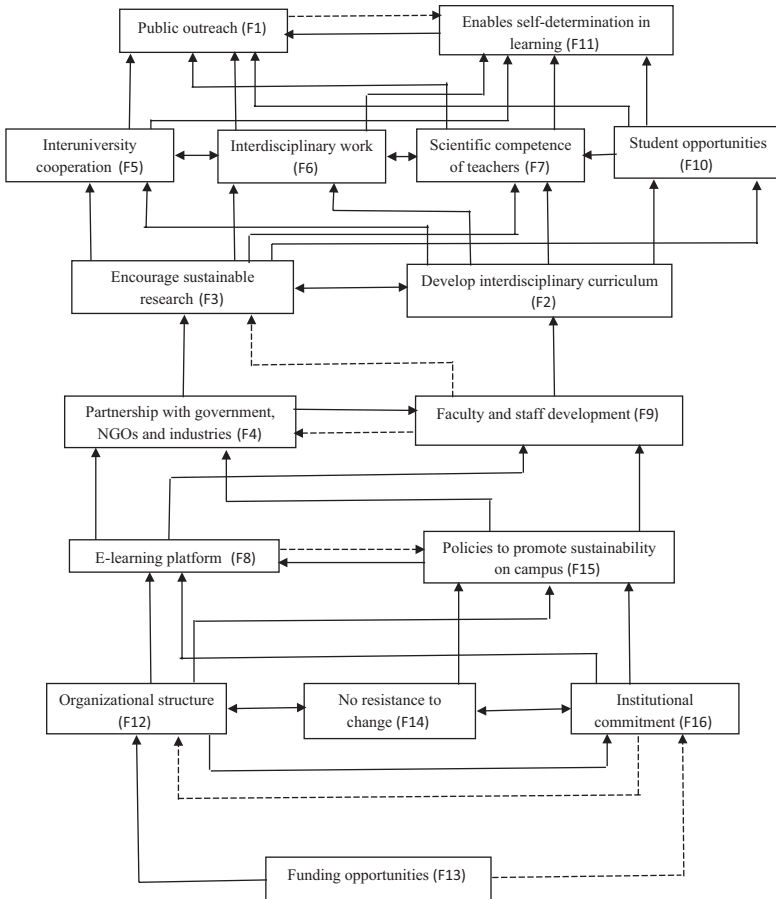 Public outreach (F1)
Enables self-determination in
learning (F11)
Interuniversity
cooperation (F5)
Interdisciplinary work
(F6)
Scientific competence
of teachers (F7)
Student opportunities
(F10)
Encourage sustainable
research (F3)
Develop interdisciplinary curriculum
(F2)
Partnership with government,
NGOs and industries (F4)
Faculty and staff development (F9)
E-learning platform (F8)
Policies to promote sustainability
on campus (F15)
Organizational structure
(F12)
No resistance to
change (F14)
Institutional
commitment (F16)
Funding opportunities (F13)